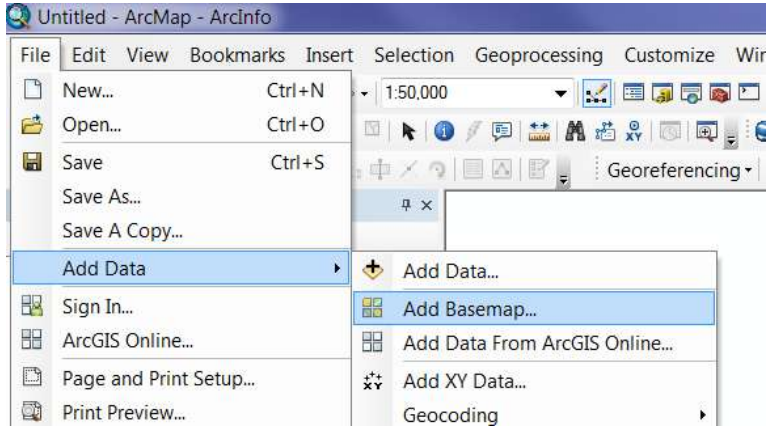 Untitled - ArcMap - ArcInfo
File Edit View Bookmarks Insert Selection Geoprocessing Customize
New... Ctrl+N
1:50,000
Open... Ctrl+O
XY
Save Ctrl+S
Georeferencing
Save As...
Save A Copy...
Add Data
Add Data...
Sign In...
Add Basemap...
ArcGIS Online...
Add Data From ArcGIS Online...
Page and Print Setup...
XY
Add XY Data...
Print Preview...
Geocoding